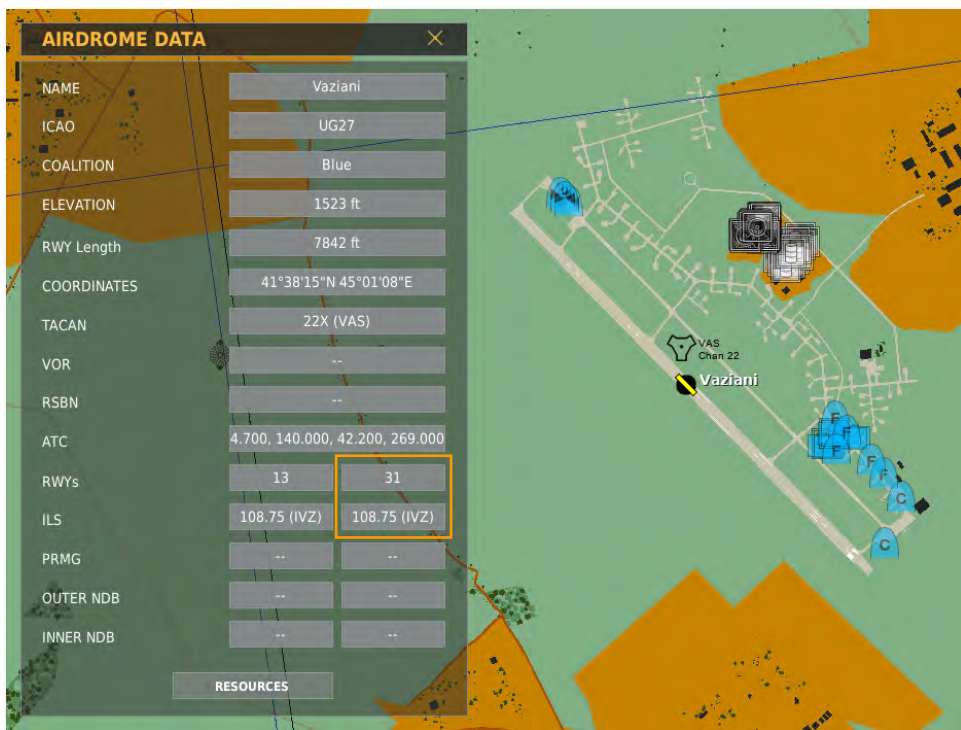 AIRDROME DATA
NAME Vaziani
ICAO UG27
COALITION Blue
ELEVATION 1523 ft
RWY Length 7842 ft
COORDINATES 41°38'15"N 45°01'08"E
TACAN 22X (VAS)
VOR --
RSBN --
ATC 4.700, 140.000, 42.200, 269.000
RWYs 13 31
ILS 108.75 (IVZ) 108.75 (IVZ)
PRMG -- --
OUTER NDB -- --
INNER NDB -- --
RESOURCES
VAS
Chan 22
Vaziani
F
F
F
F
F
C
C